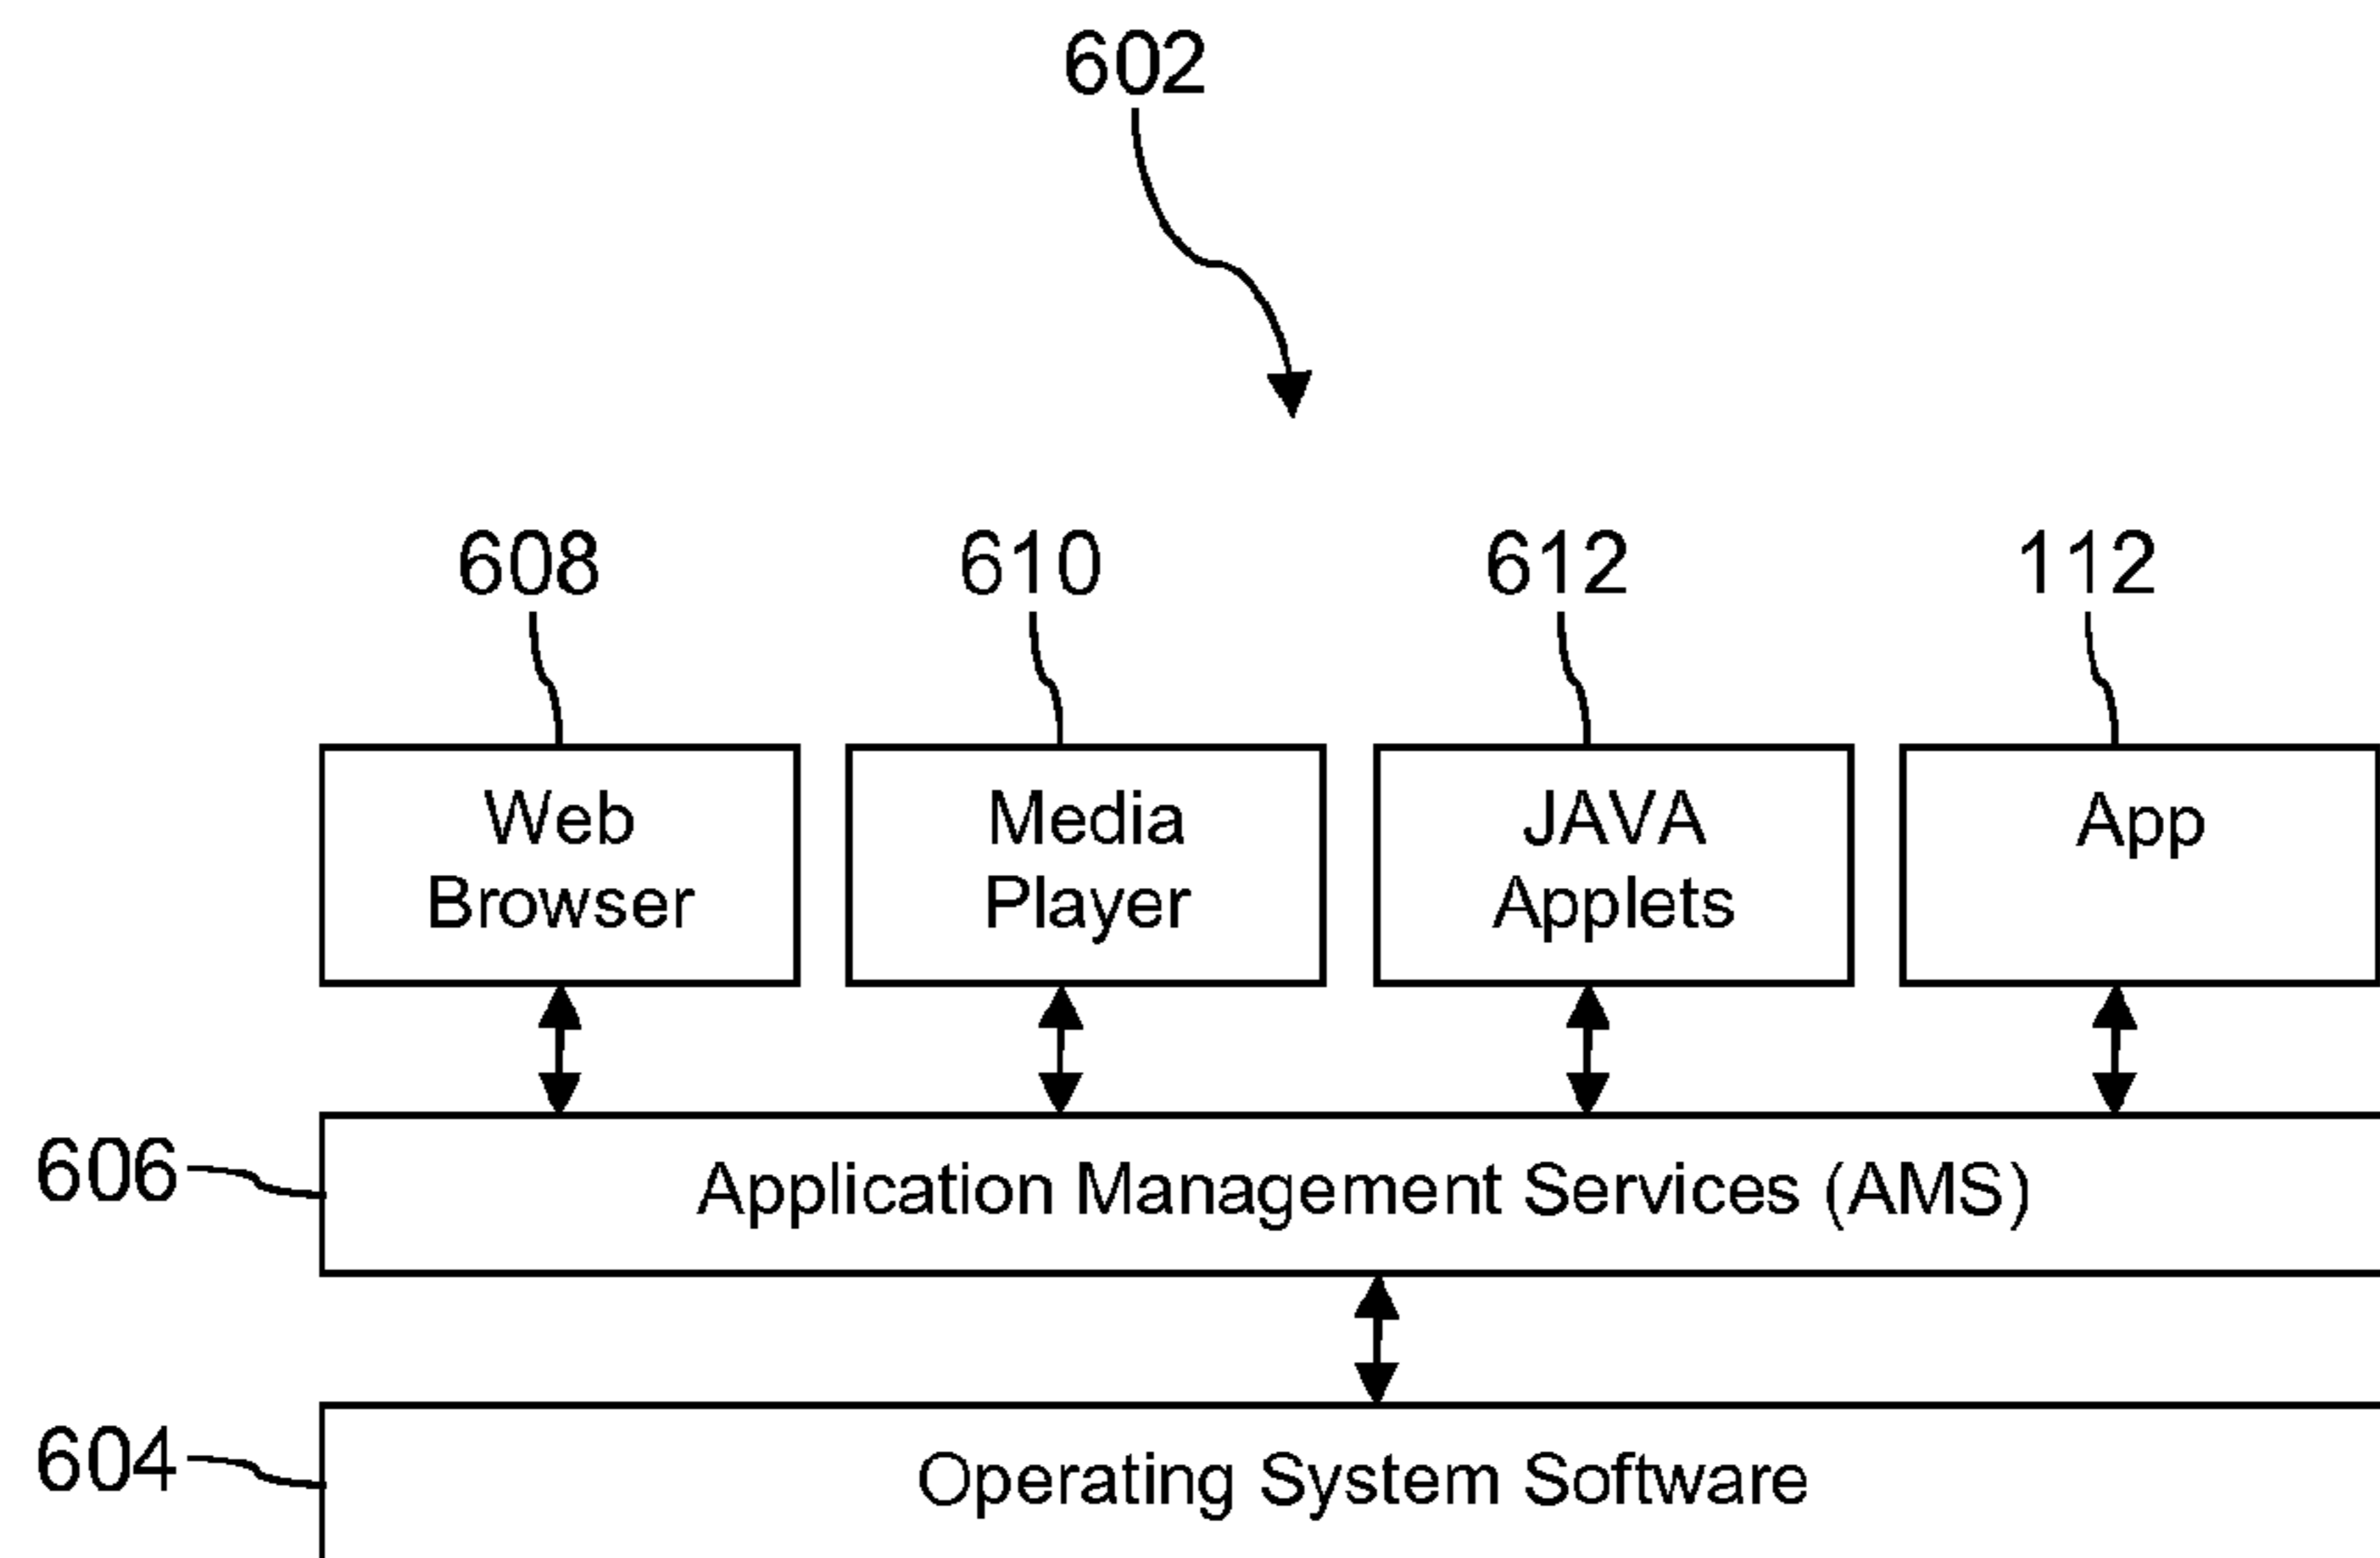 602
608
610
612
112
Web
Browser
Media
Player
JAVA
Applets
App
606
Application Management Services (AMS)
604
Operating System Software